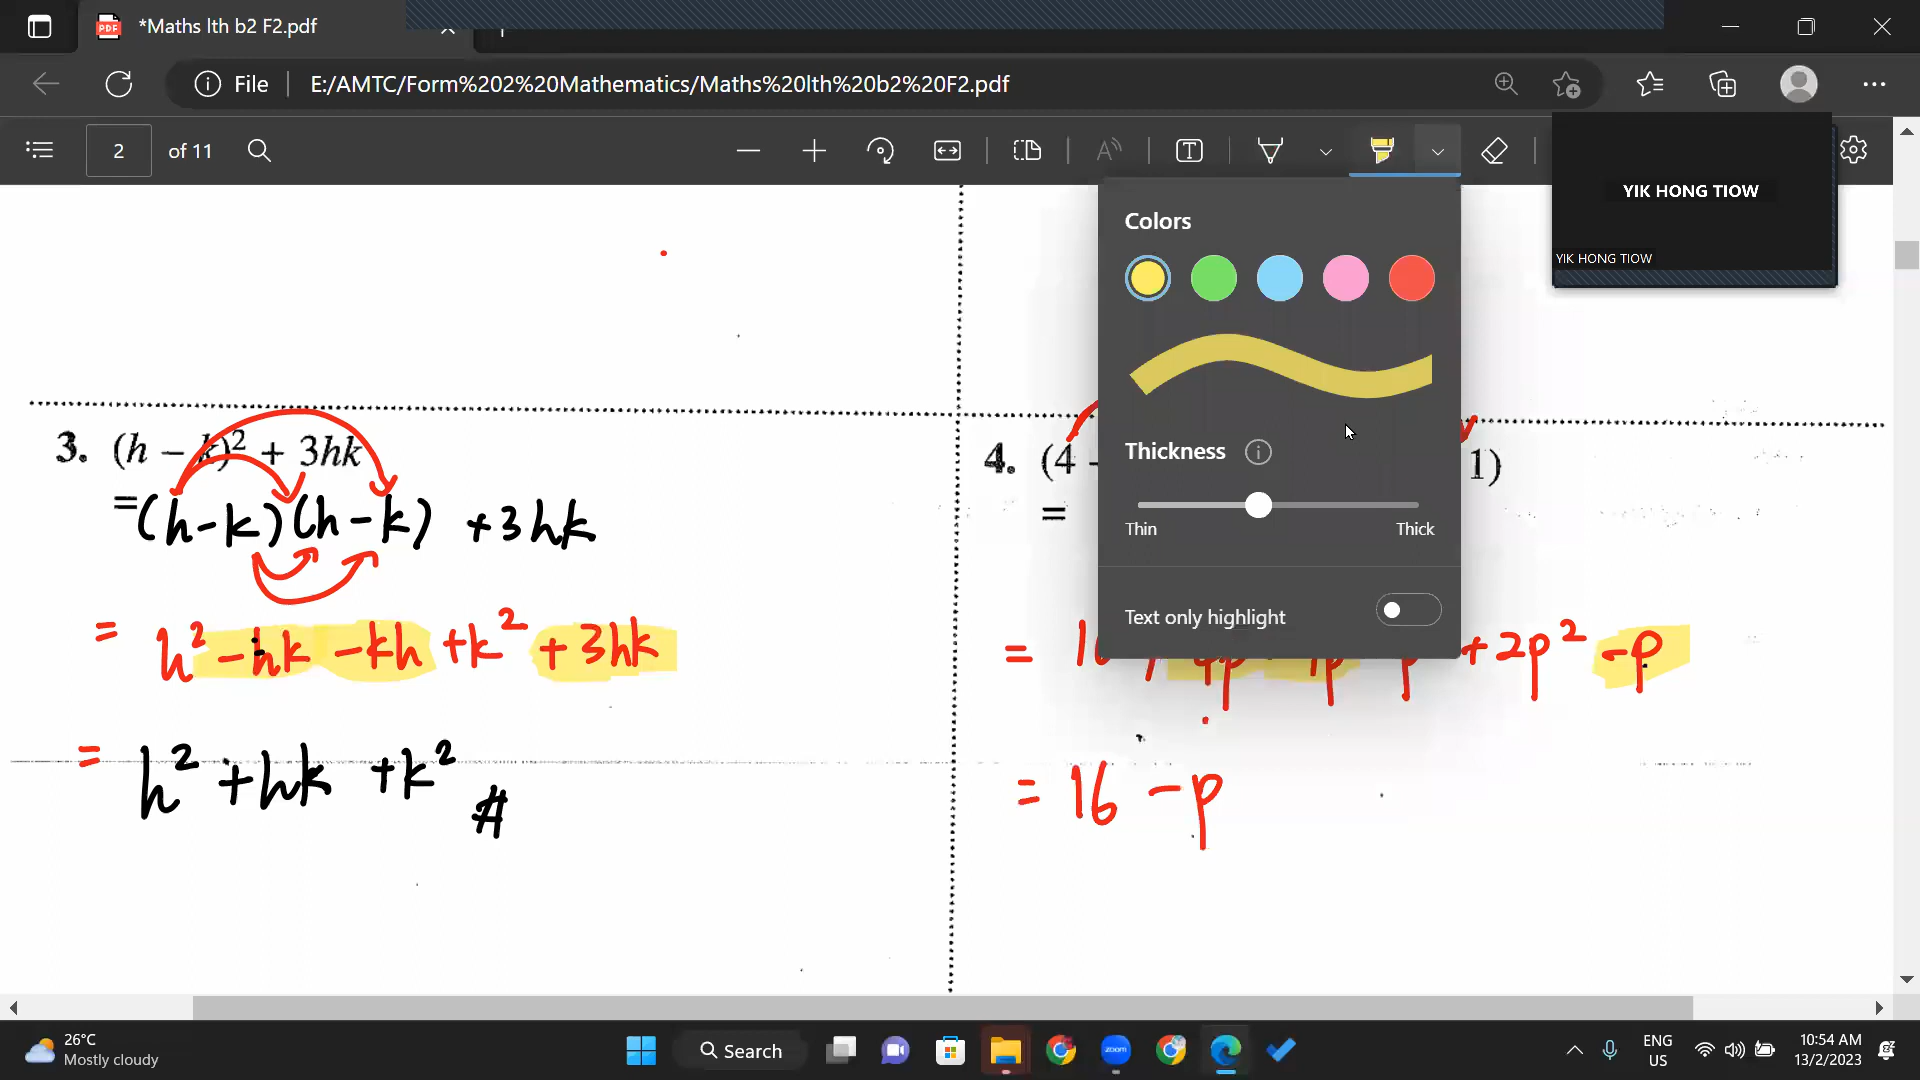 *Maths lth b2 F2.pdf
File
E:/AMTC/Form%202%20Mathematics/Maths%20lth%20b2%20F2.pdf
2 of 11
YIK HONG TIOW
YIK HONG TIOW
Colors
Thickness
Thin Thick
Text only highlight
3. (h − k)² + 3hk
=(h-k)(h-k) +3hk
= h² -hk -kh +k² +3hk
= h² +hk +k² #
4. (4 - 1)
=
= 16 +2p² -p
= 16 -p
26°C
Mostly cloudy
Search
zoom
ENG
US
10:54 AM
13/2/2023